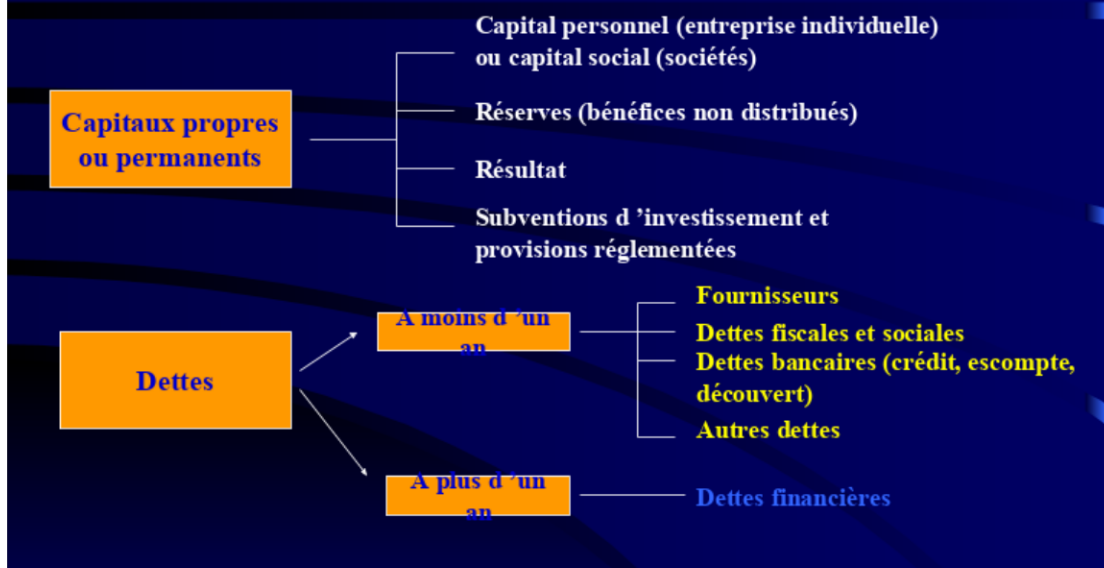 Capital personnel (entreprise individuelle)
ou capital social (sociétés)
Capitaux propres
ou permanents
Réserves (bénéfices non distribués)
Résultat
Subventions d ’investissement et
provisions réglementées
Dettes
A moins d ’un
an
Fournisseurs
Dettes fiscales et sociales
Dettes bancaires (crédit, escompte,
découvert)
Autres dettes
A plus d ’un
an
Dettes financières